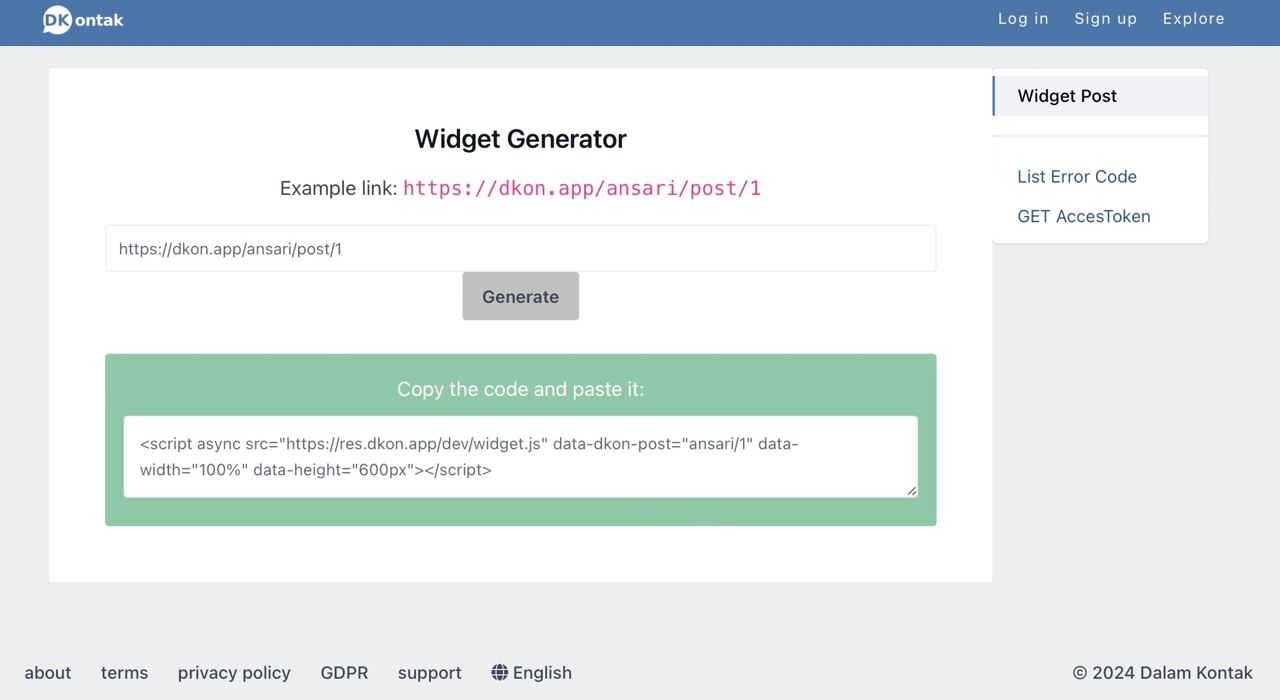 DKontak
Log in Sign up Explore
Widget Generator
Example link: https://dkon.app/ansari/post/1
https://dkon.app/ansari/post/1
Generate
Copy the code and paste it:
<script async src="https://res.dkon.app/dev/widget.js" data-dkon-post="ansari/1" data-
width="100%" data-height="600px"></script>
Widget Post
List Error Code
GET AccesToken
about terms privacy policy GDPR support English
© 2024 Dalam Kontak